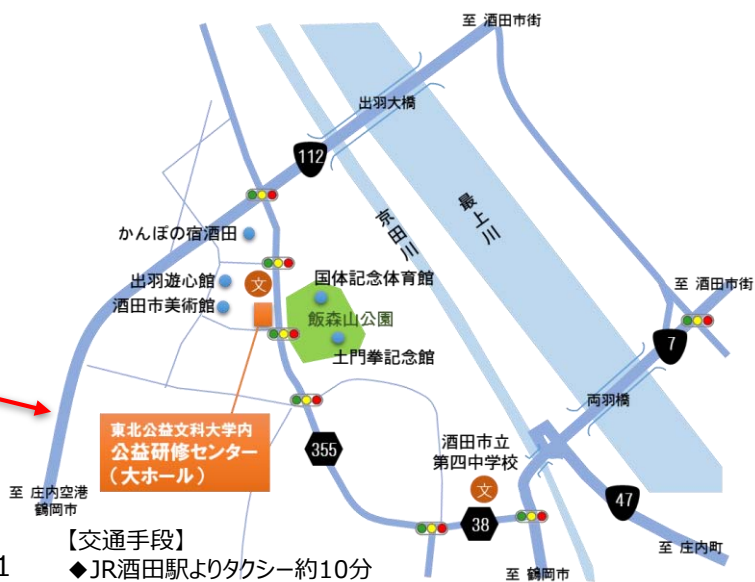 至 酒田市街
出羽大橋
112
京田川
最上川
かんぽの宿酒田
至 酒田市街
出羽遊心館
文
国体記念体育館
酒田市美術館
飯森山公園
7
土門拳記念館
両羽橋
東北公益文科大学内
公益研修センター
（大ホール）
355
酒田市立
第四中学校
文
至 庄内空港
鶴岡市
47
38
至 庄内町
【交通手段】
1
◆JR酒田駅よりタクシー約10分
至 鶴岡市